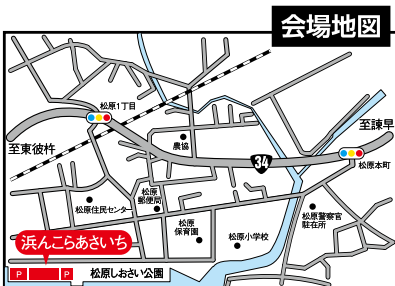 会場地図
松原1丁目
至諫早
至東彼杵
農協
34
松原本町
松原
郵便局
松原住民センター
松原
保育園
松原小学校
松原警察官
駐在所
浜んこらあさいち
P
P
松原しおさい公園